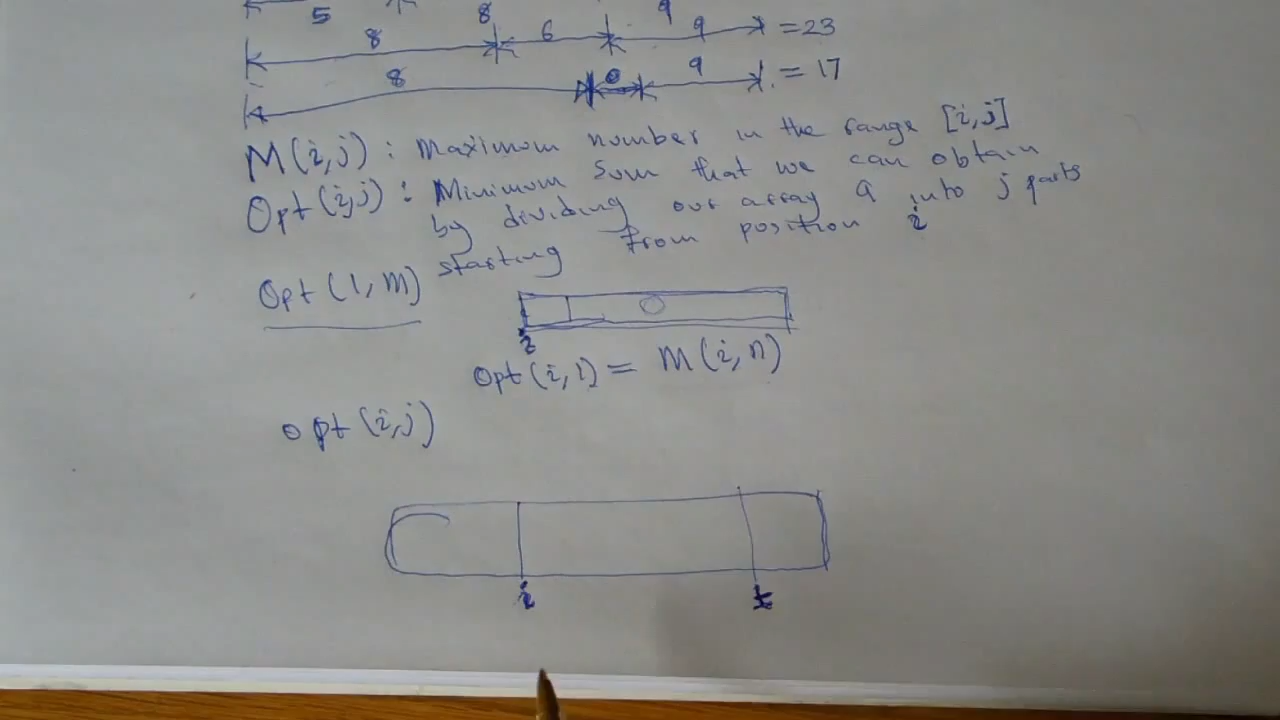 5 8 9
8 6 9 = 23
8 0 9 = 17
M(i,j) : Maximum number in the range [i,j]
Opt(i,j) : Minimum sum that we can obtain
by dividing our array a into j parts
starting from position i
Opt(1,m)
i
Opt(i,1) = M(i,n)
opt(i,j)
i t